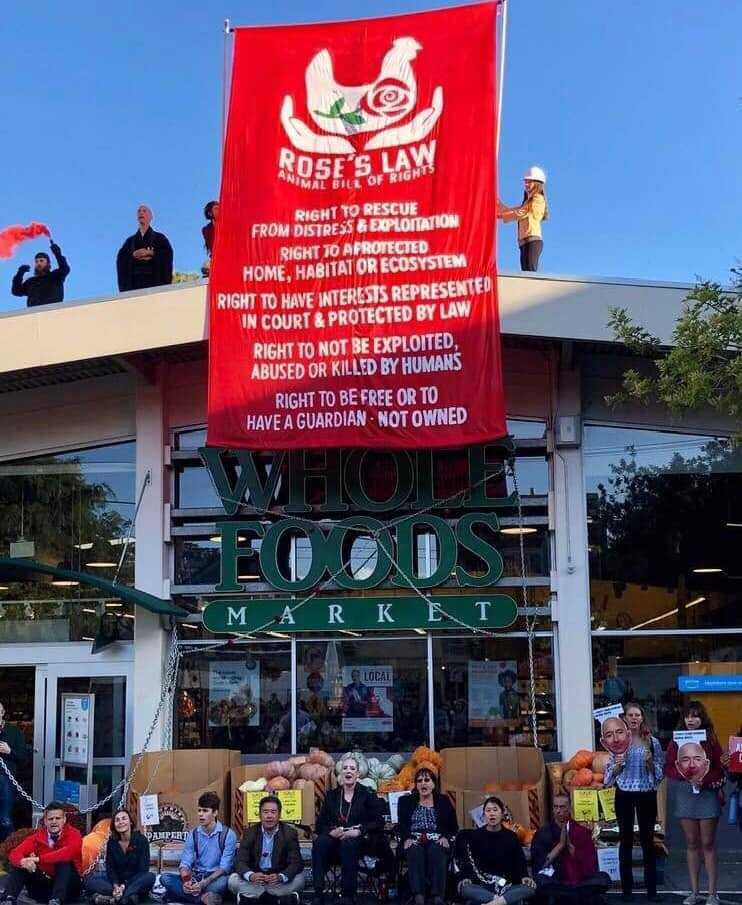 ROSE'S LAW
ANIMAL BILL OF RIGHTS
RIGHT TO RESCUE
FROM DISTRESS & EXPLOITATION
RIGHT TO A PROTECTED
HOME, HABITAT OR ECOSYSTEM
RIGHT TO HAVE INTERESTS REPRESENTED
IN COURT & PROTECTED BY LAW
RIGHT TO NOT BE EXPLOITED,
ABUSED OR KILLED BY HUMANS
RIGHT TO BE FREE OR TO
HAVE A GUARDIAN - NOT OWNED
WHOLE
FOODS
MARKET
LOCAL